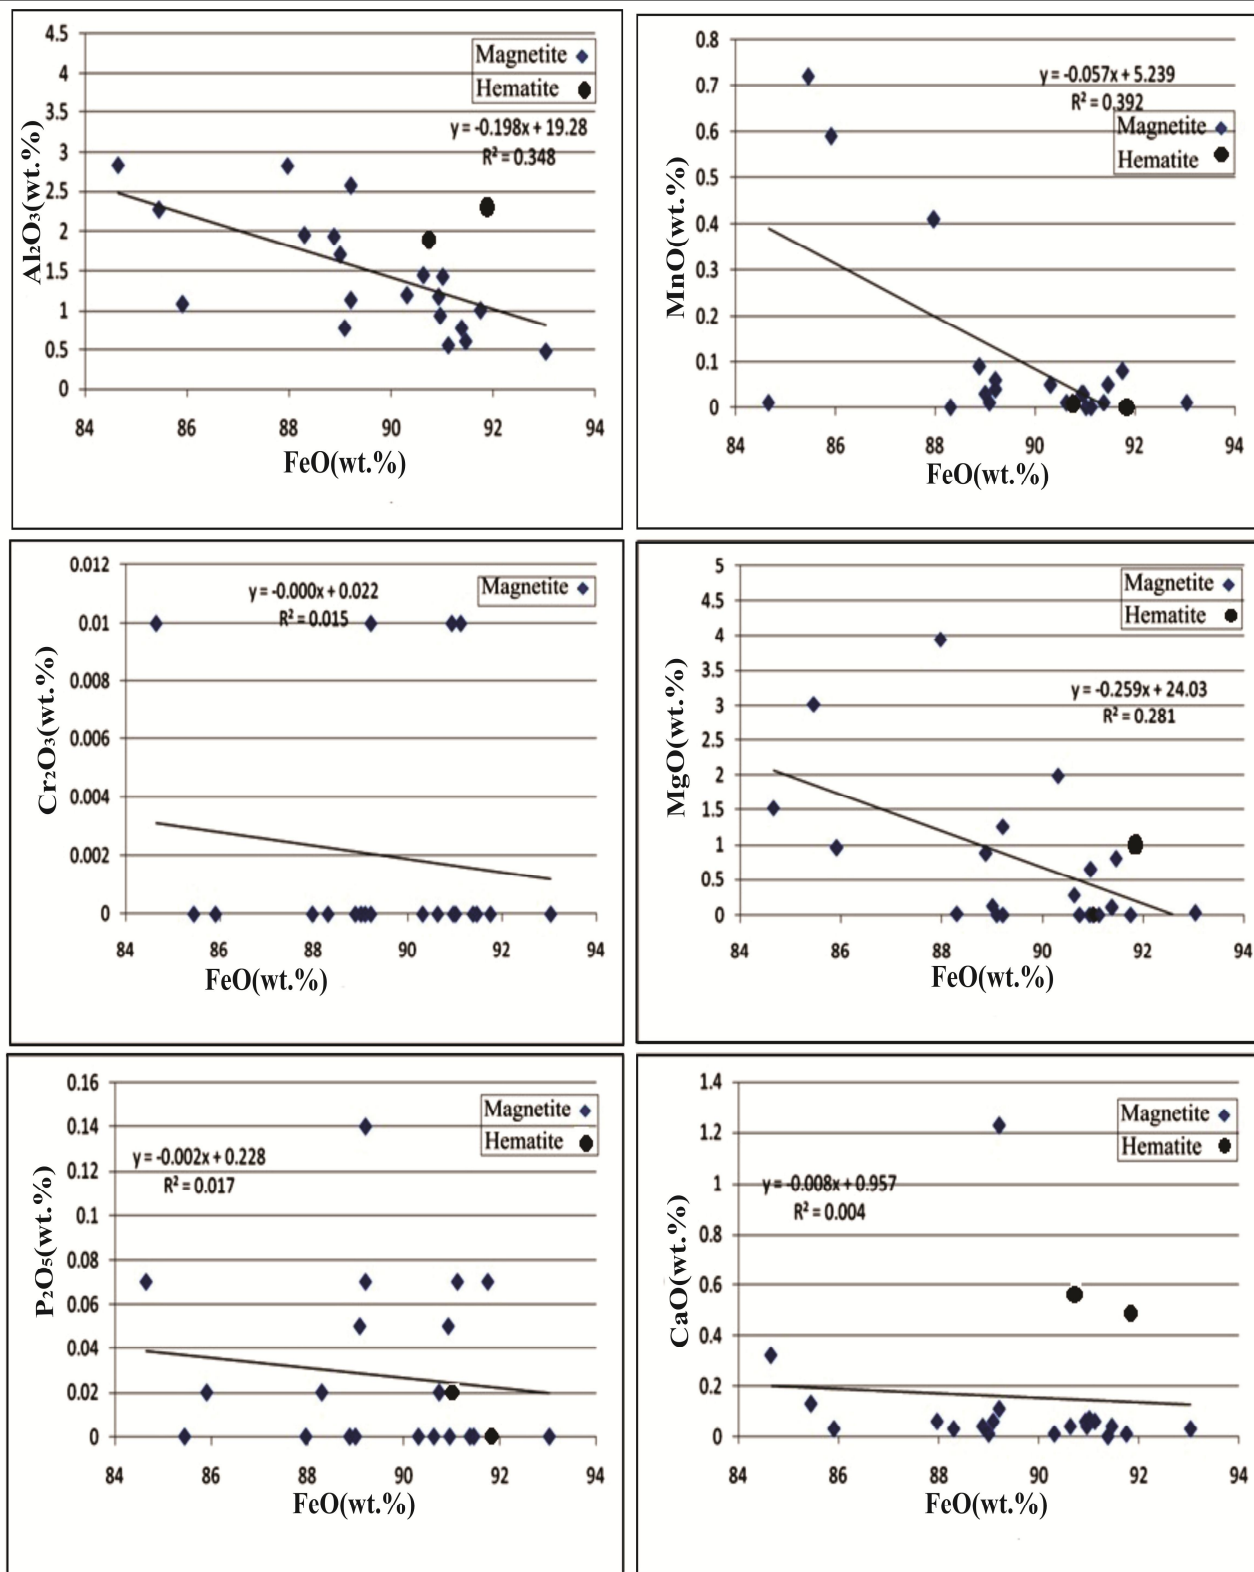 4.5
4
3.5
3
2.5
2
1.5
1
0.5
0
Al₂O₃(wt.%)
Magnetite
Hematite
y = -0.198x + 19.28
R² = 0.348
84 86 88 90 92 94
FeO(wt.%)
0.8
0.7
0.6
0.5
0.4
0.3
0.2
0.1
0
MnO(wt.%)
y = -0.057x + 5.239
R² = 0.392
Magnetite
Hematite
84 86 88 90 92 94
FeO(wt.%)
0.012
0.01
0.008
0.006
0.004
0.002
0
Cr₂O₃(wt.%)
y = -0.000x + 0.022
R² = 0.015
Magnetite
84 86 88 90 92 94
FeO(wt.%)
5
4.5
4
3.5
3
2.5
2
1.5
1
0.5
0
MgO(wt.%)
Magnetite
Hematite
y = -0.259x + 24.03
R² = 0.281
84 86 88 90 92 94
FeO(wt.%)
0.16
0.14
0.12
0.1
0.08
0.06
0.04
0.02
0
P₂O₅(wt.%)
Magnetite
Hematite
y = -0.002x + 0.228
R² = 0.017
84 86 88 90 92 94
FeO(wt.%)
1.4
1.2
1
0.8
0.6
0.4
0.2
0
CaO(wt.%)
Magnetite
Hematite
y = -0.008x + 0.957
R² = 0.004
84 86 88 90 92 94
FeO(wt.%)